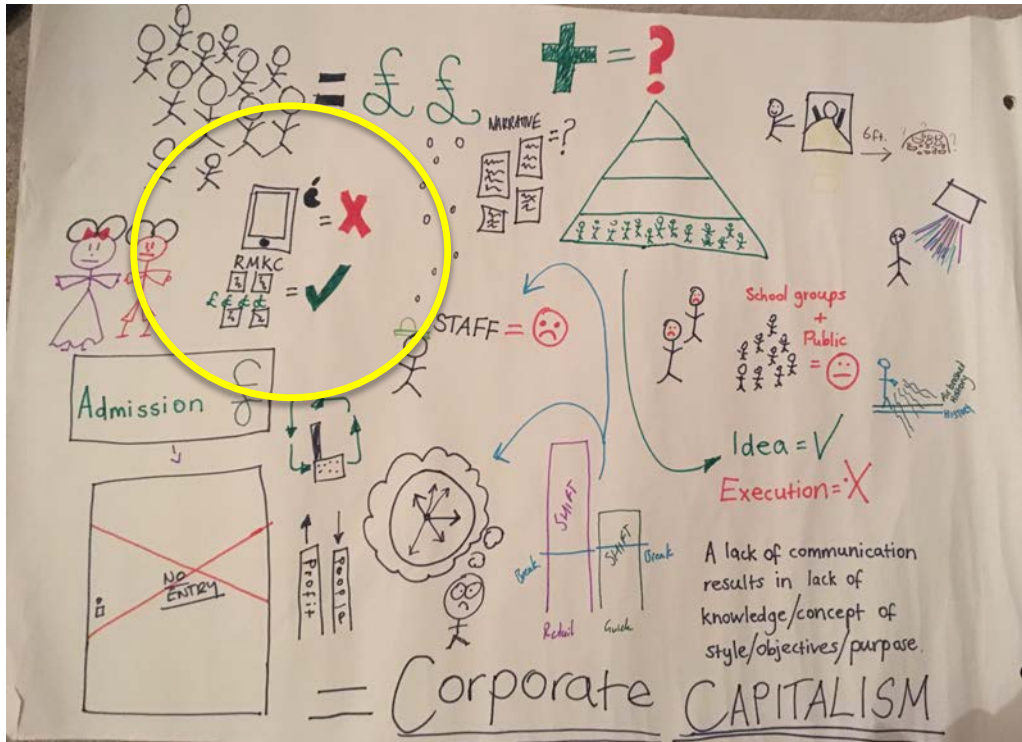 = £ £
+ = ?
NARRATIVE
= ?
6ft.
? ? ?
= X
RMKC
£ £ £ £
= ✓
STAFF =
School groups
+
Public
=
Admission £
History
Idea = ✓
Execution = X
NO
ENTRY
Profit
People
SHIFT
SHIFT
Break
Break
Retail
Guide
A lack of communication
results in lack of
knowledge/concept of
style/objectives/purpose.
= Corporate CAPITALISM